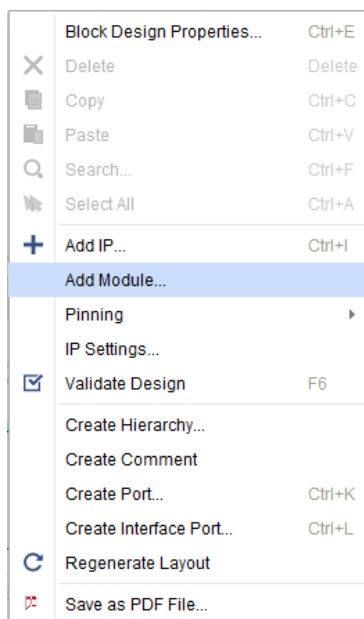 Block Design Properties... Ctrl+E
Delete Delete
Copy Ctrl+C
Paste Ctrl+V
Search... Ctrl+F
Select All Ctrl+A
Add IP... Ctrl+I
Add Module...
Pinning
IP Settings...
Validate Design F6
Create Hierarchy...
Create Comment
Create Port... Ctrl+K
Create Interface Port... Ctrl+L
Regenerate Layout
Save as PDF File...